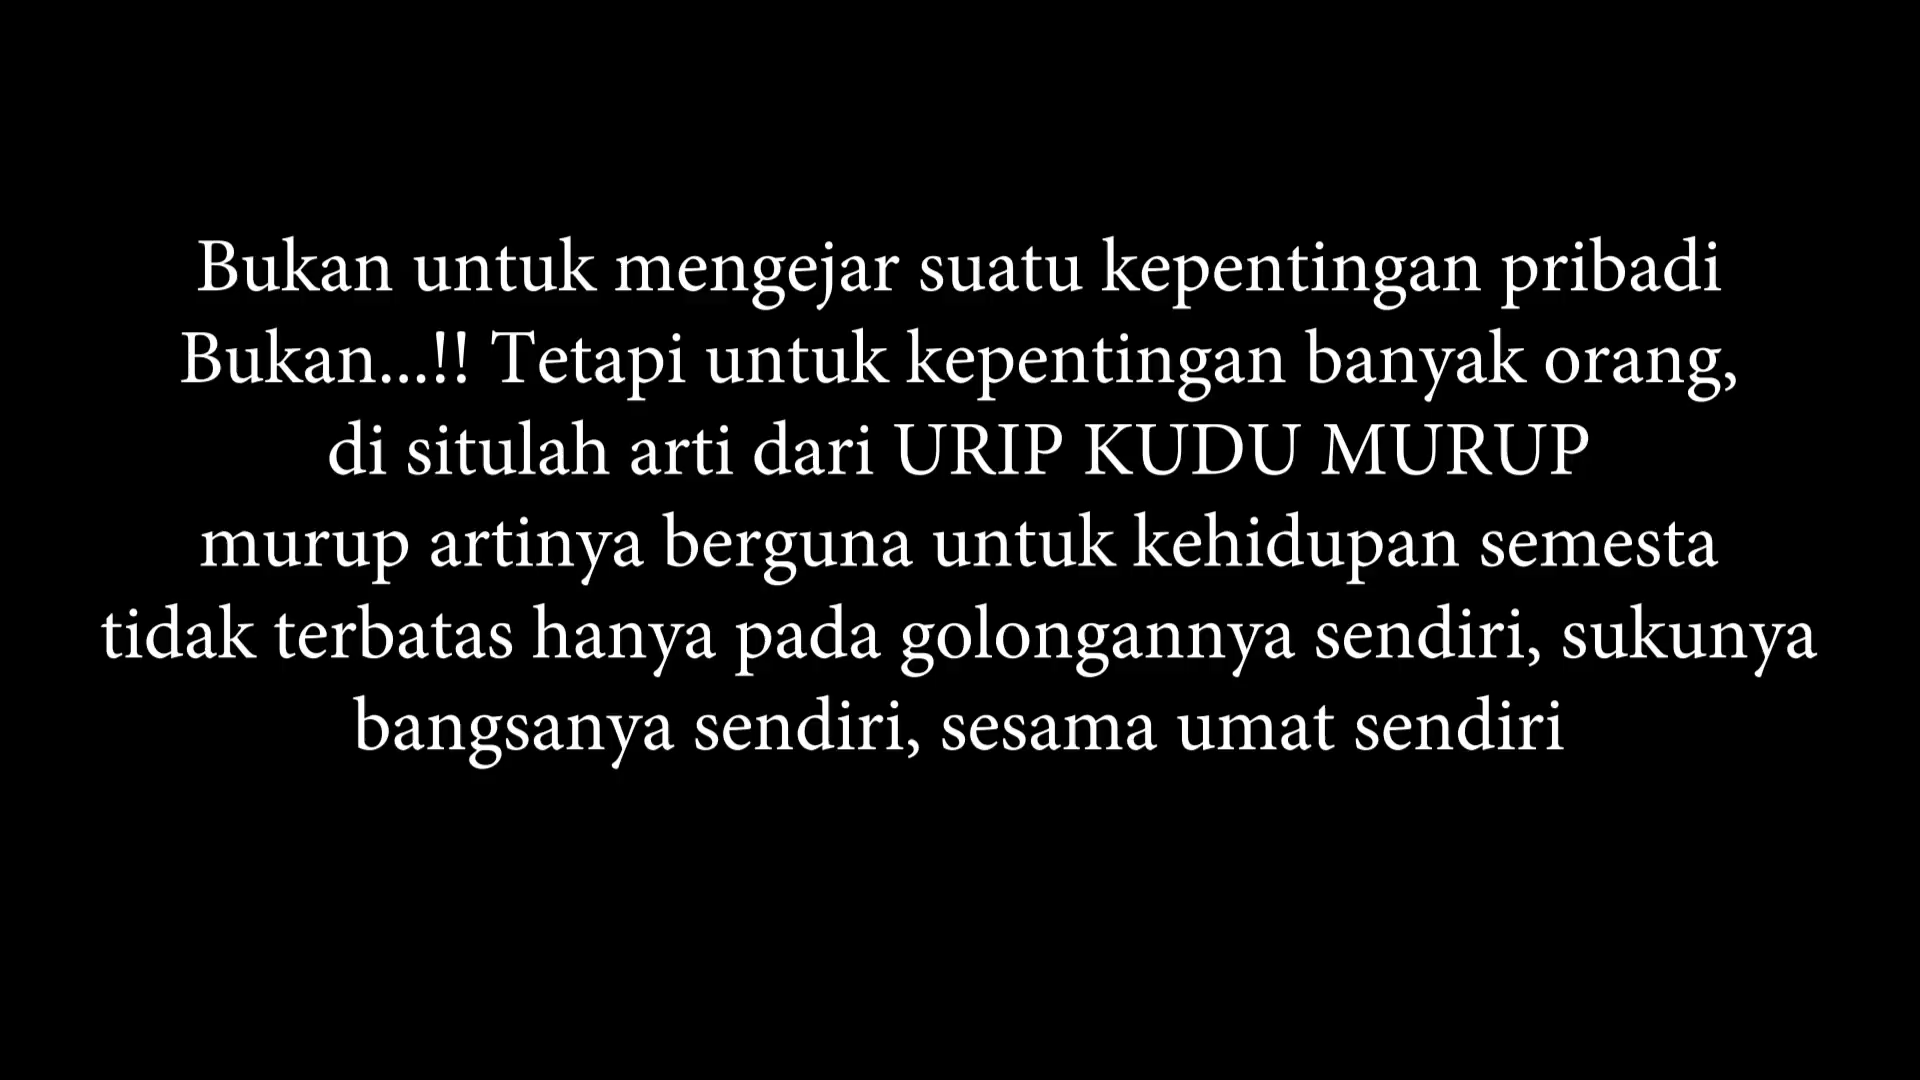 Bukan untuk mengejar suatu kepentingan pribadi
Bukan...!! Tetapi untuk kepentingan banyak orang,
di situlah arti dari URIP KUDU MURUP
murup artinya berguna untuk kehidupan semesta
tidak terbatas hanya pada golongannya sendiri, sukunya
bangsanya sendiri, sesama umat sendiri